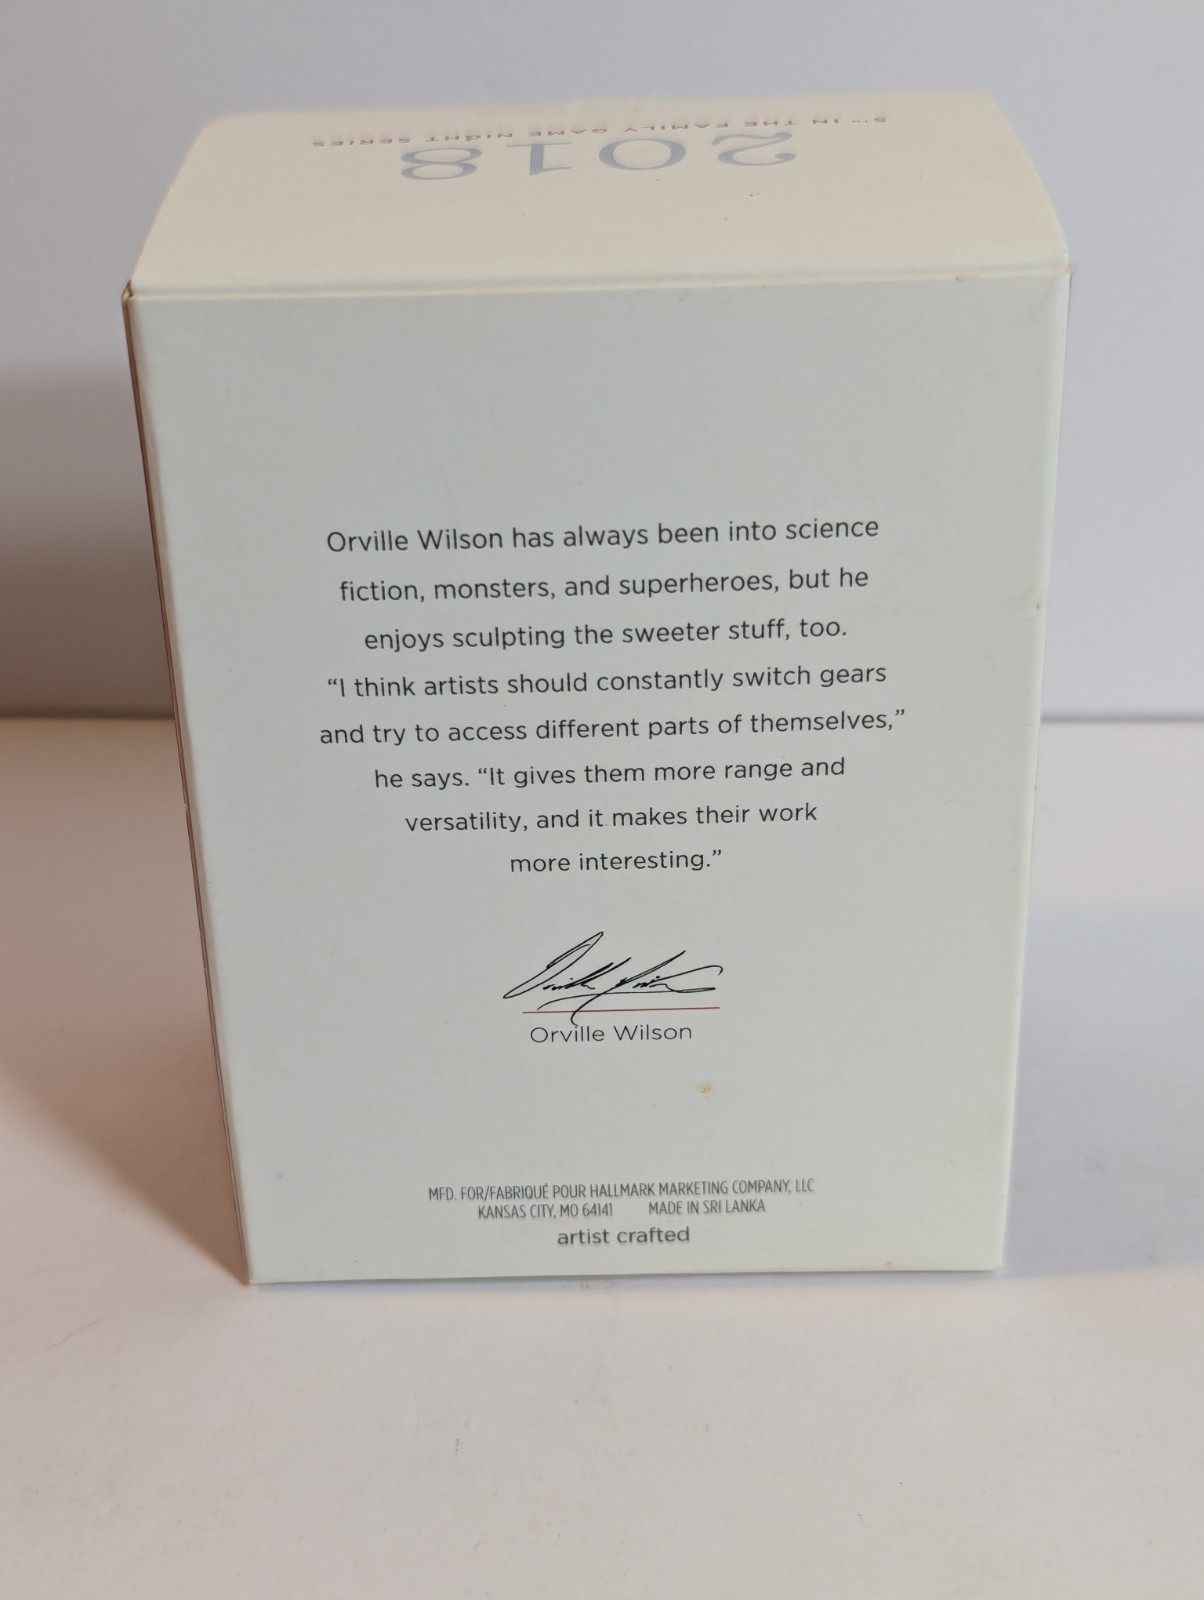 5TH IN THE FAMILY GAME NIGHT SERIES
2018
Orville Wilson has always been into science
fiction, monsters, and superheroes, but he
enjoys sculpting the sweeter stuff, too.
“I think artists should constantly switch gears
and try to access different parts of themselves,”
he says. “It gives them more range and
versatility, and it makes their work
more interesting.”
Orville Wilson
Orville Wilson
MFD. FOR/FABRIQUÉ POUR HALLMARK MARKETING COMPANY, LLC
KANSAS CITY, MO 64141 MADE IN SRI LANKA
artist crafted